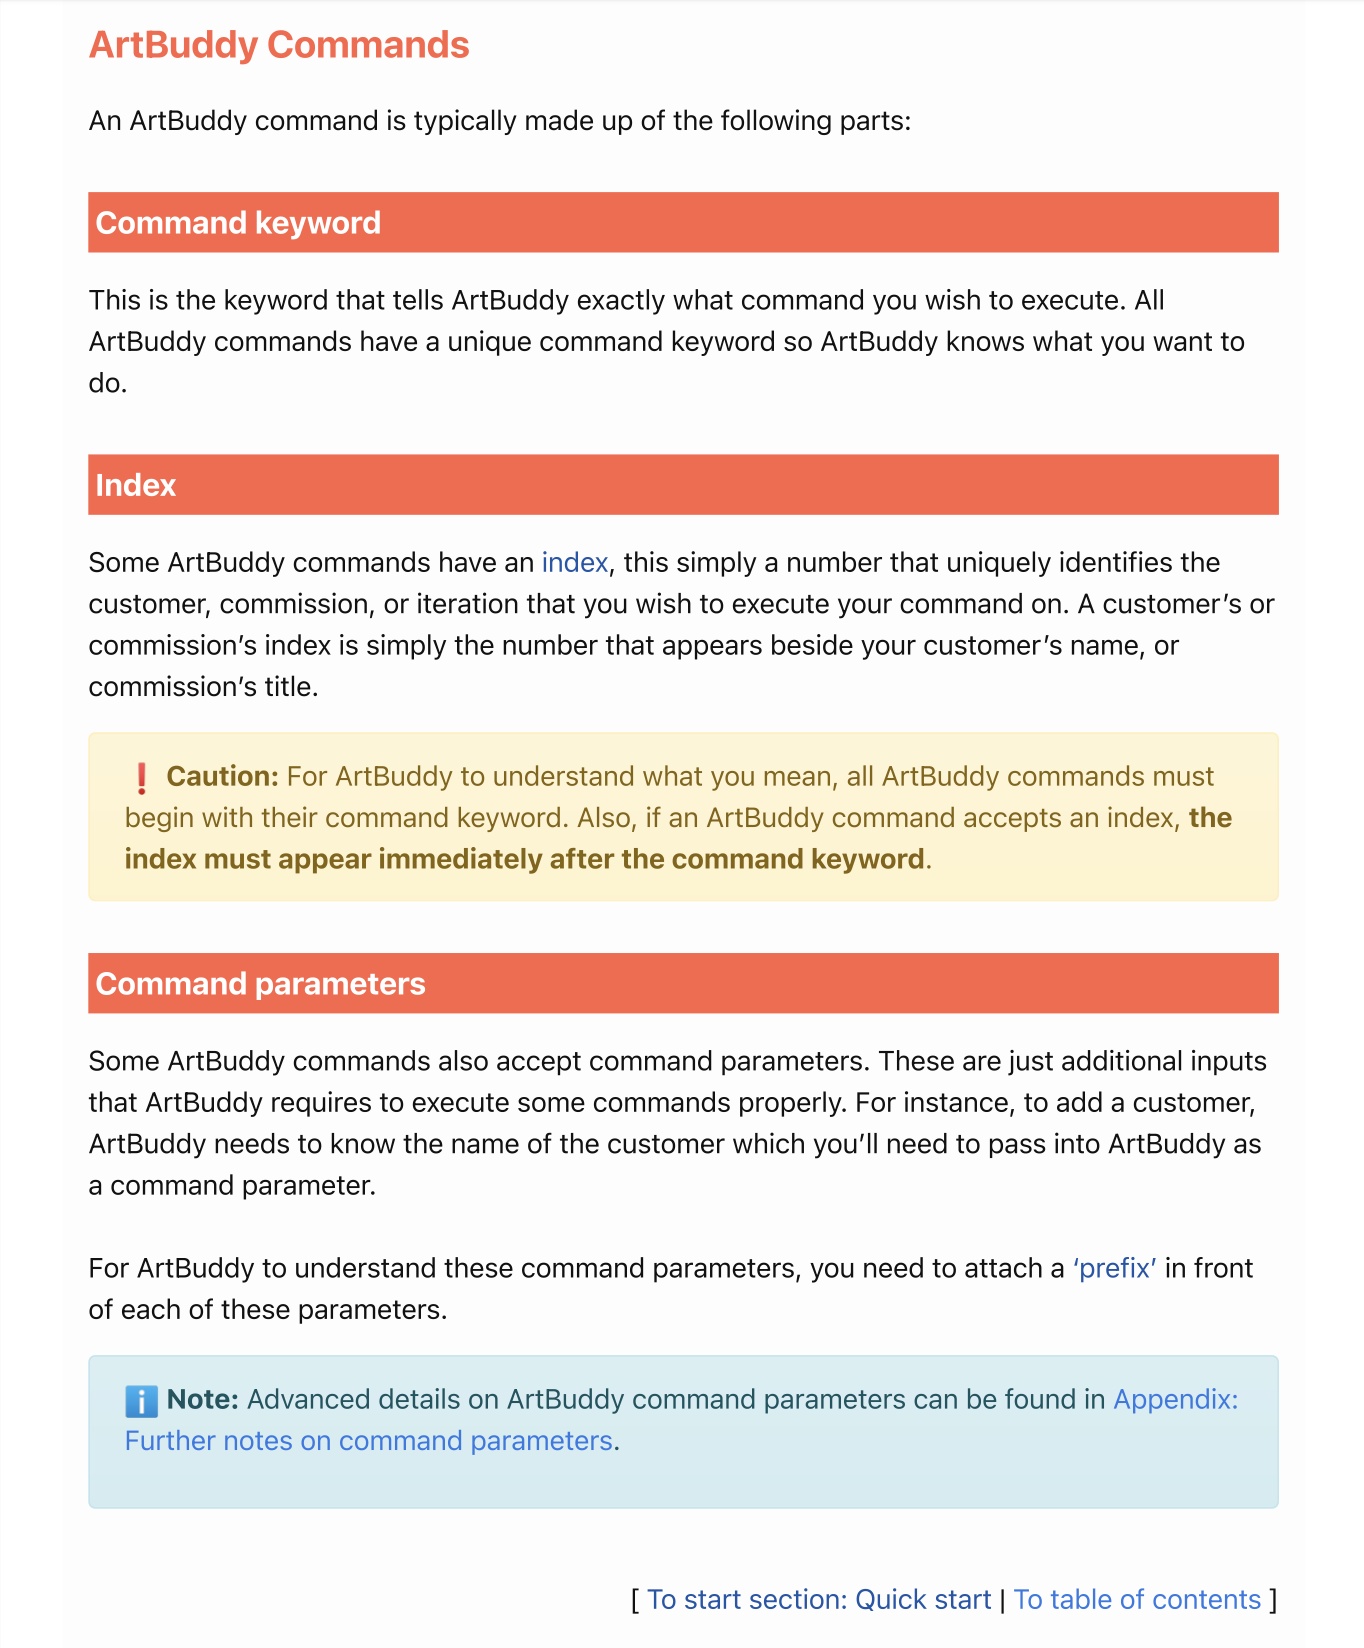 ArtBuddy Commands
An ArtBuddy command is typically made up of the following parts:
Command keyword
This is the keyword that tells ArtBuddy exactly what command you wish to execute. All
ArtBuddy commands have a unique command keyword so ArtBuddy knows what you want to
do.
Index
Some ArtBuddy commands have an index, this simply a number that uniquely identifies the
customer, commission, or iteration that you wish to execute your command on. A customer’s or
commission’s index is simply the number that appears beside your customer’s name, or
commission’s title.
❗ Caution: For ArtBuddy to understand what you mean, all ArtBuddy commands must
begin with their command keyword. Also, if an ArtBuddy command accepts an index, the
index must appear immediately after the command keyword.
Command parameters
Some ArtBuddy commands also accept command parameters. These are just additional inputs
that ArtBuddy requires to execute some commands properly. For instance, to add a customer,
ArtBuddy needs to know the name of the customer which you’ll need to pass into ArtBuddy as
a command parameter.
For ArtBuddy to understand these command parameters, you need to attach a ‘prefix’ in front
of each of these parameters.
ℹ️ Note: Advanced details on ArtBuddy command parameters can be found in Appendix:
Further notes on command parameters.
[ To start section: Quick start | To table of contents ]